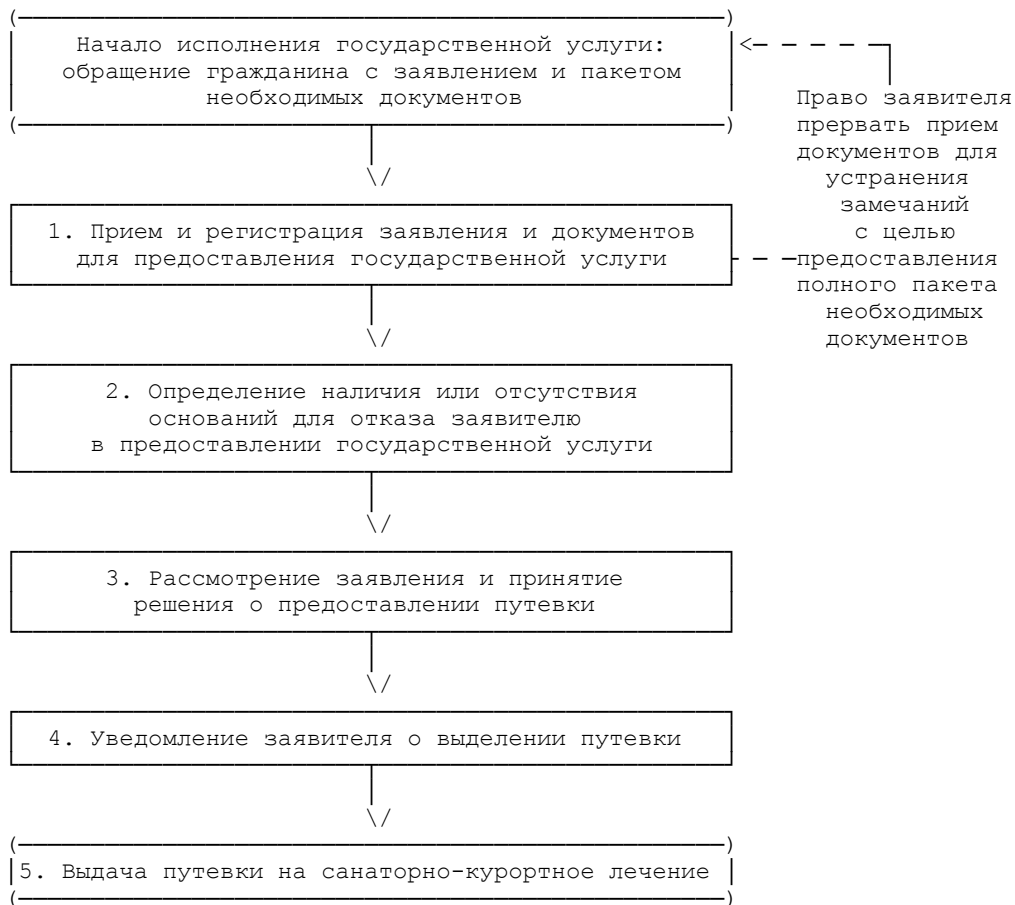 Начало исполнения государственной услуги:
обращение гражданина с заявлением и пакетом
необходимых документов
Право заявителя
прервать прием
документов для
устранения
замечаний
с целью
предоставления
полного пакета
необходимых
документов
1. Прием и регистрация заявления и документов
для предоставления государственной услуги
2. Определение наличия или отсутствия
оснований для отказа заявителю
в предоставлении государственной услуги
3. Рассмотрение заявления и принятие
решения о предоставлении путевки
4. Уведомление заявителя о выделении путевки
5. Выдача путевки на санаторно-курортное лечение